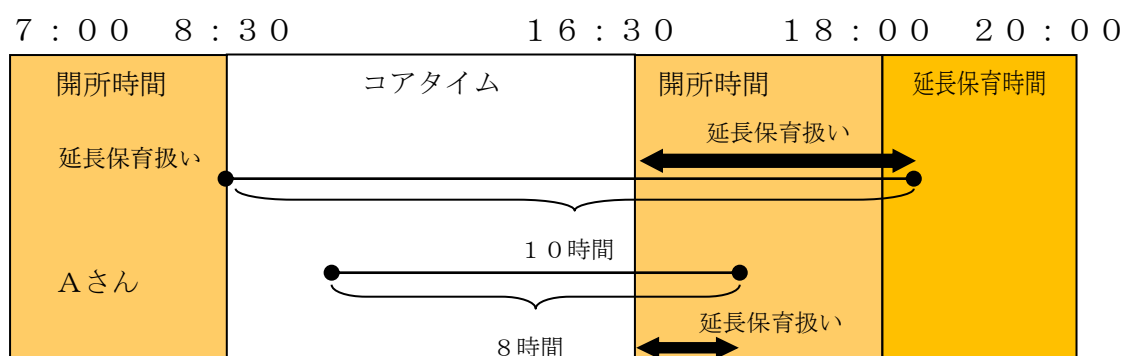 ７：００　８：３０　１６：３０　１８：００　２０：００
開所時間　コアタイム　開所時間　延長保育時間
延長保育扱い
延長保育扱い
１０時間
Ａさん
延長保育扱い
８時間